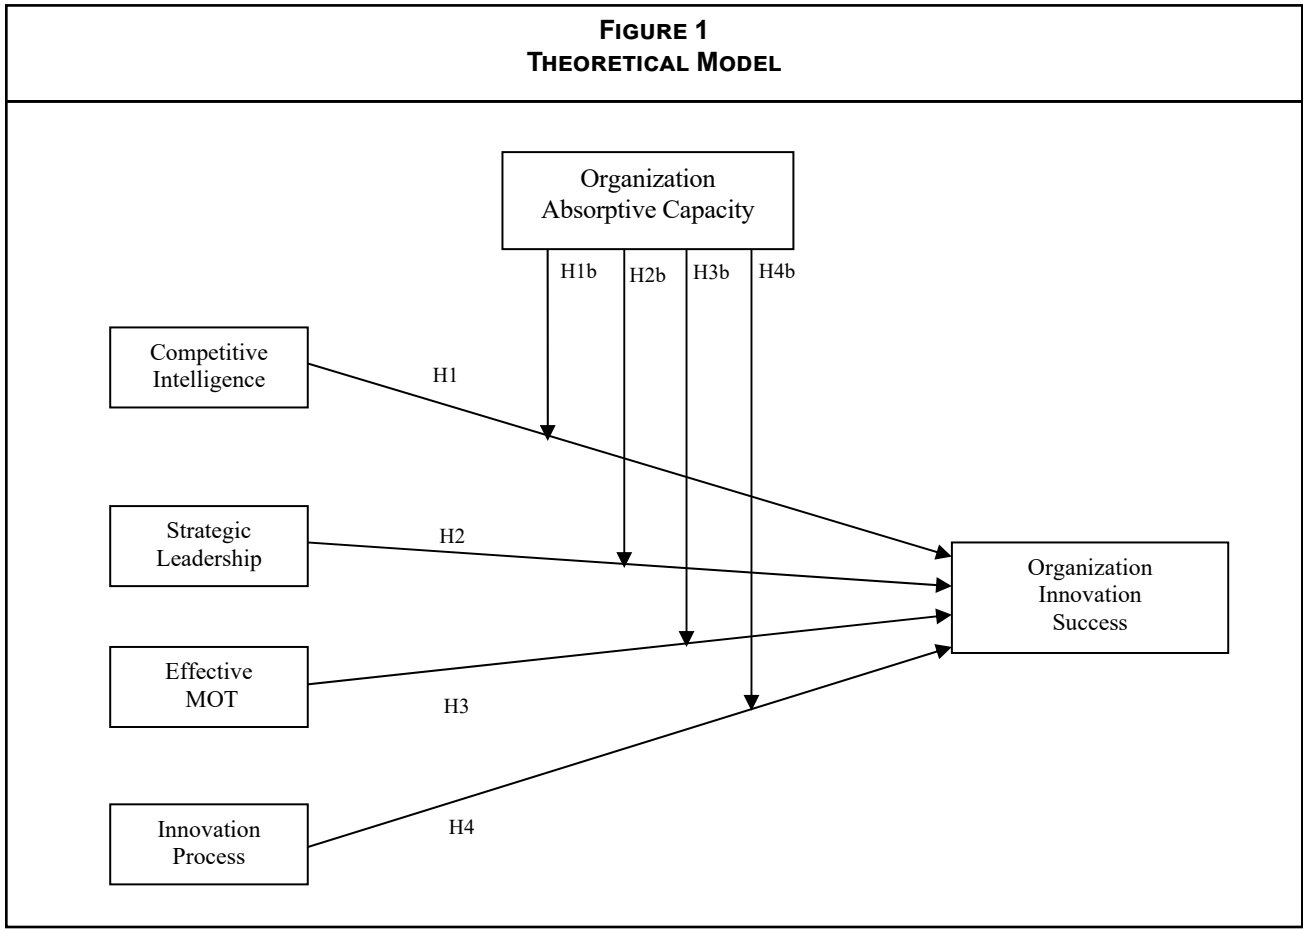 FIGURE 1
THEORETICAL MODEL
Organization
Absorptive Capacity
H1b
H2b
H3b
H4b
Competitive
Intelligence
H1
Strategic
Leadership
H2
Organization
Innovation
Success
Effective
MOT
H3
Innovation
Process
H4